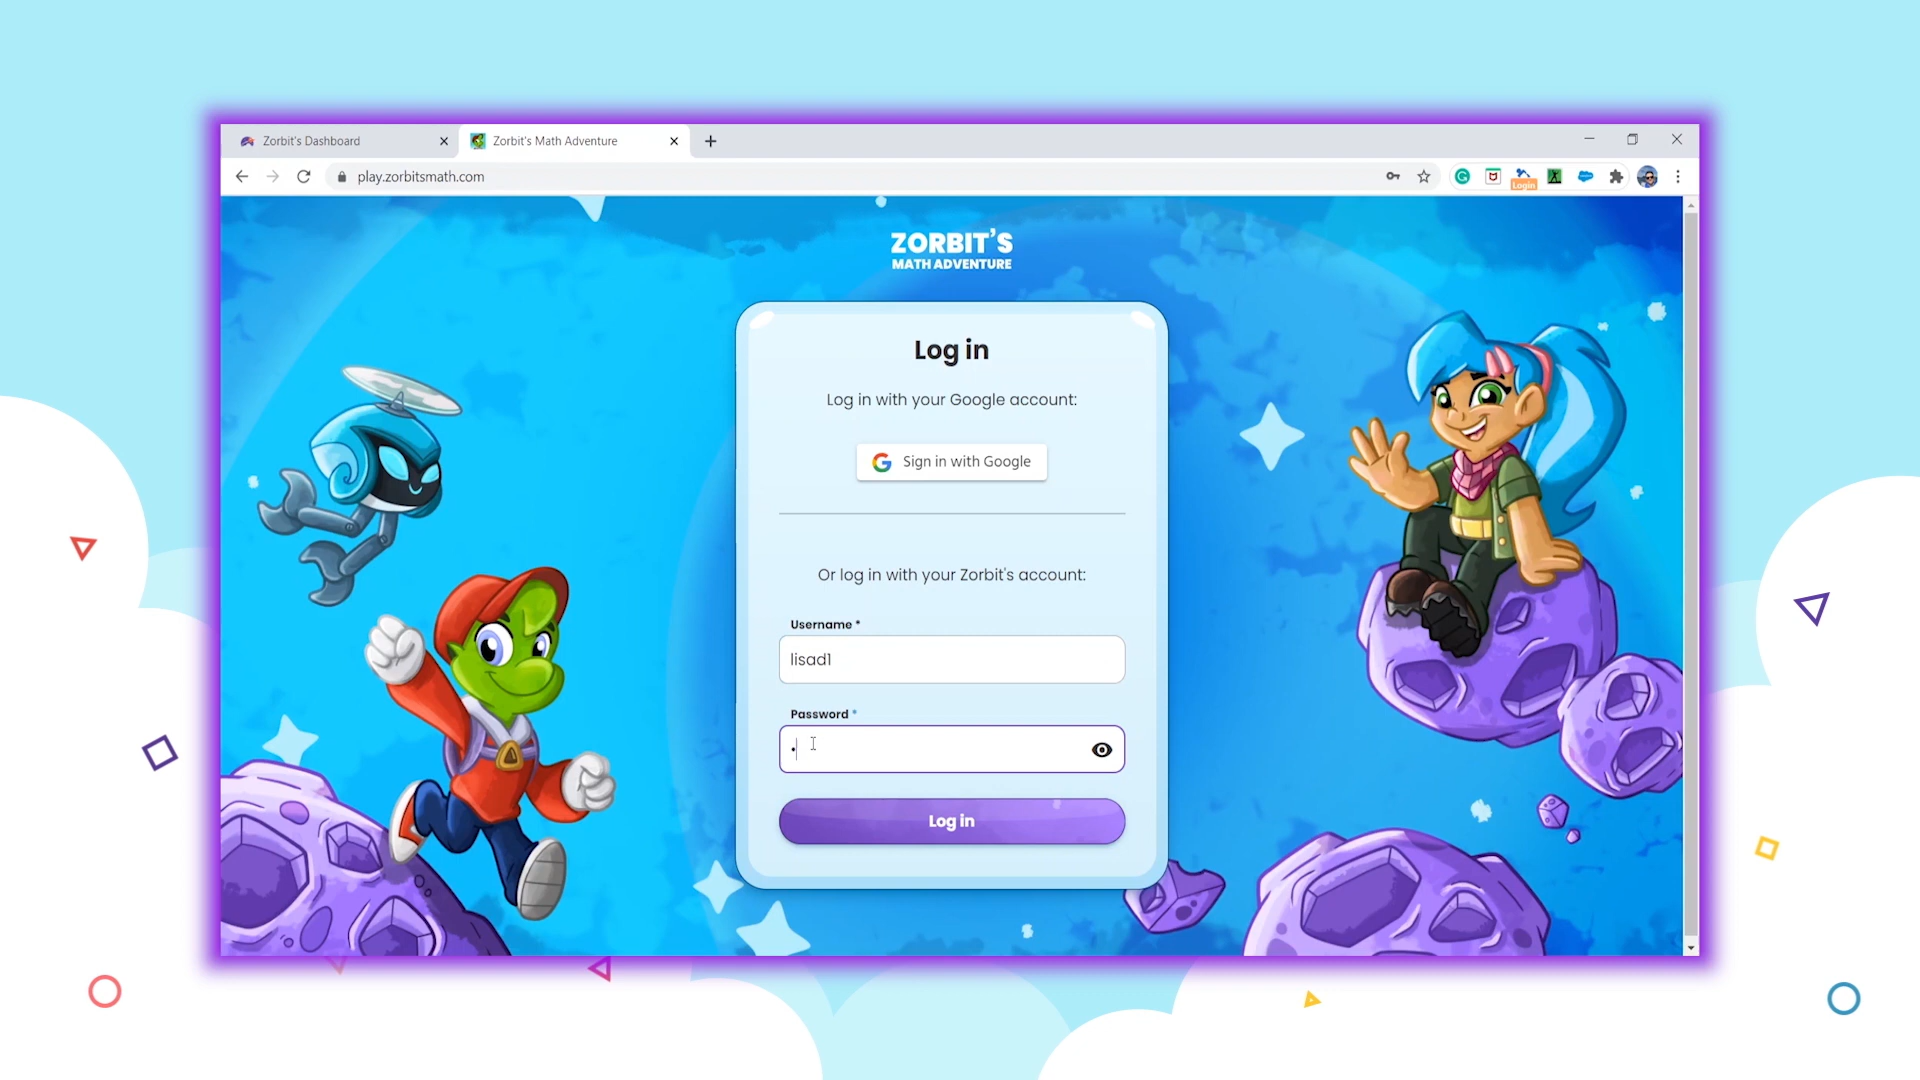 Zorbit's Dashboard
Zorbit's Math Adventure
play.zorbitsmath.com
Login
ZORBIT'S
MATH ADVENTURE
Log in
Log in with your Google account:
Sign in with Google
Or log in with your Zorbit's account:
Username *
lisad1
Password *
Log in